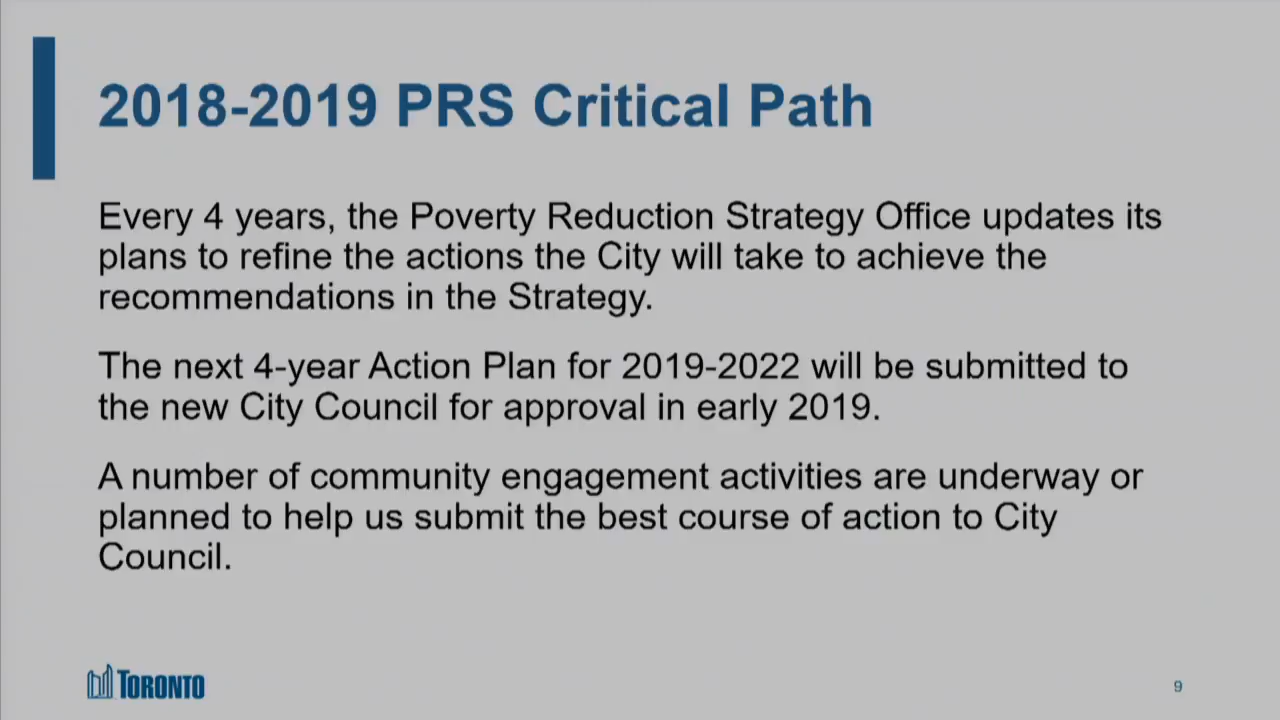 2018-2019 PRS Critical Path
Every 4 years, the Poverty Reduction Strategy Office updates its
plans to refine the actions the City will take to achieve the
recommendations in the Strategy.
The next 4-year Action Plan for 2019-2022 will be submitted to
the new City Council for approval in early 2019.
A number of community engagement activities are underway or
planned to help us submit the best course of action to City
Council.
TORONTO
9